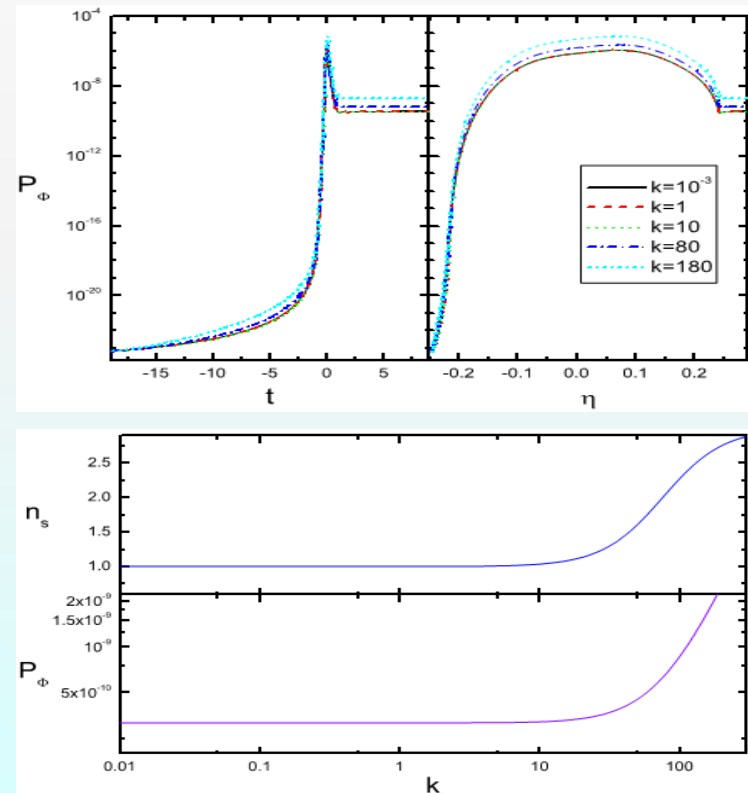 10⁻⁴
10⁻⁸
10⁻¹²
P_Φ
10⁻¹⁶
10⁻²⁰
k=10⁻³
k=1
k=10
k=80
k=180
-15 -10 -5 0 5 -0.2 -0.1 0.0 0.1 0.2
t η
2.5
2.0
n_s
1.5
1.0
2x10⁻⁹
1.5x10⁻⁹
10⁻⁹
P_Φ
5x10⁻¹⁰
0.01 0.1 1 10 100
k